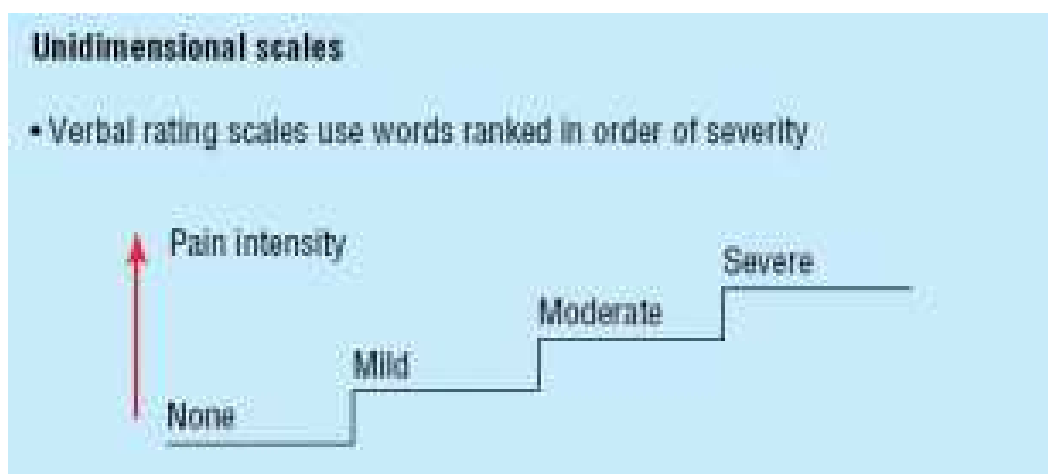 Unidimensional scales
• Verbal rating scales use words ranked in order of severity
Pain intensity
Severe
Moderate
Mild
None